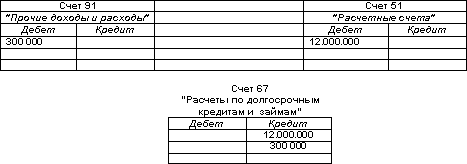 Счет 91 Счет 51
"Прочие доходы и расходы" "Расчетные счета"
Дебет Кредит Дебет Кредит
300 000 12.000.000
Счет 67
"Расчеты по долгосрочным
кредитам и займам"
Дебет Кредит
12.000.000
300 000